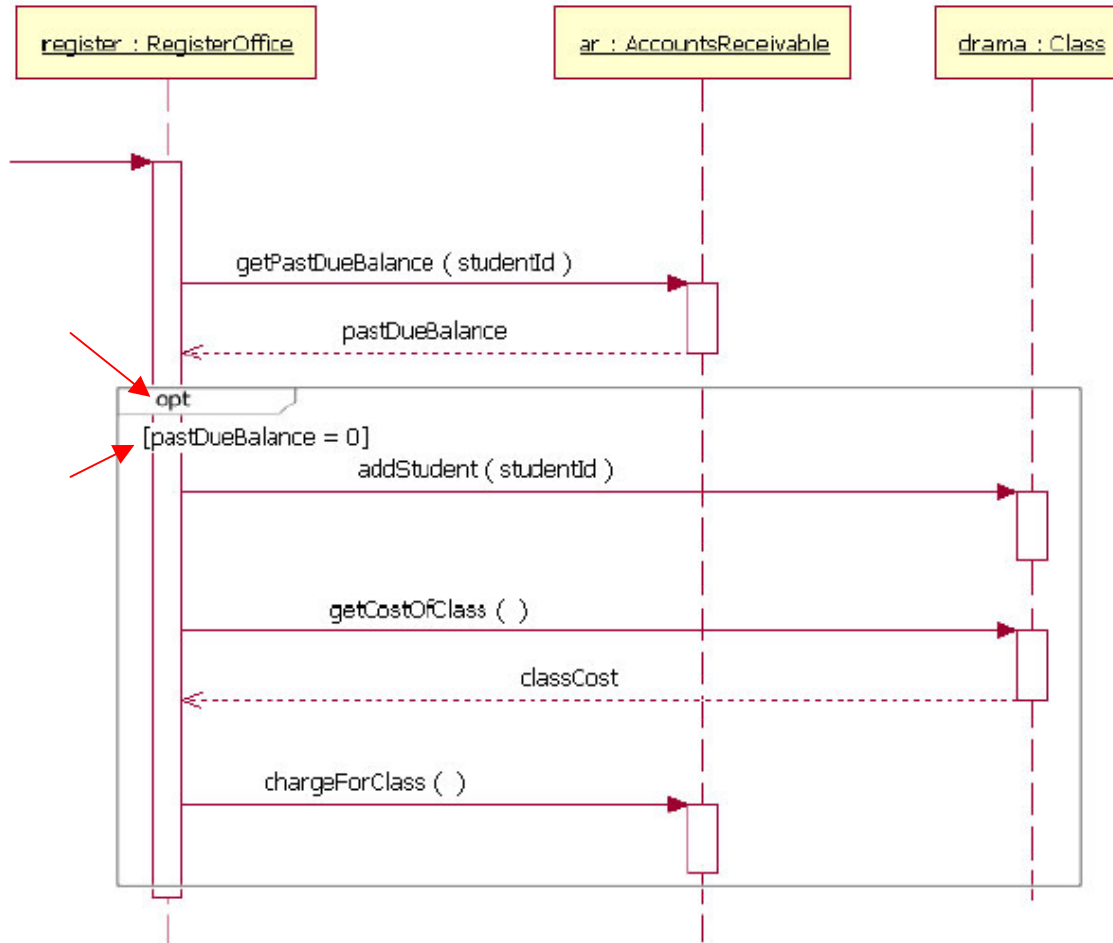 register : RegisterOffice
ar : AccountsReceivable
drama : Class
getPastDueBalance ( studentId )
pastDueBalance
opt
[pastDueBalance = 0]
addStudent ( studentId )
getCostOfClass ( )
classCost
chargeForClass ( )